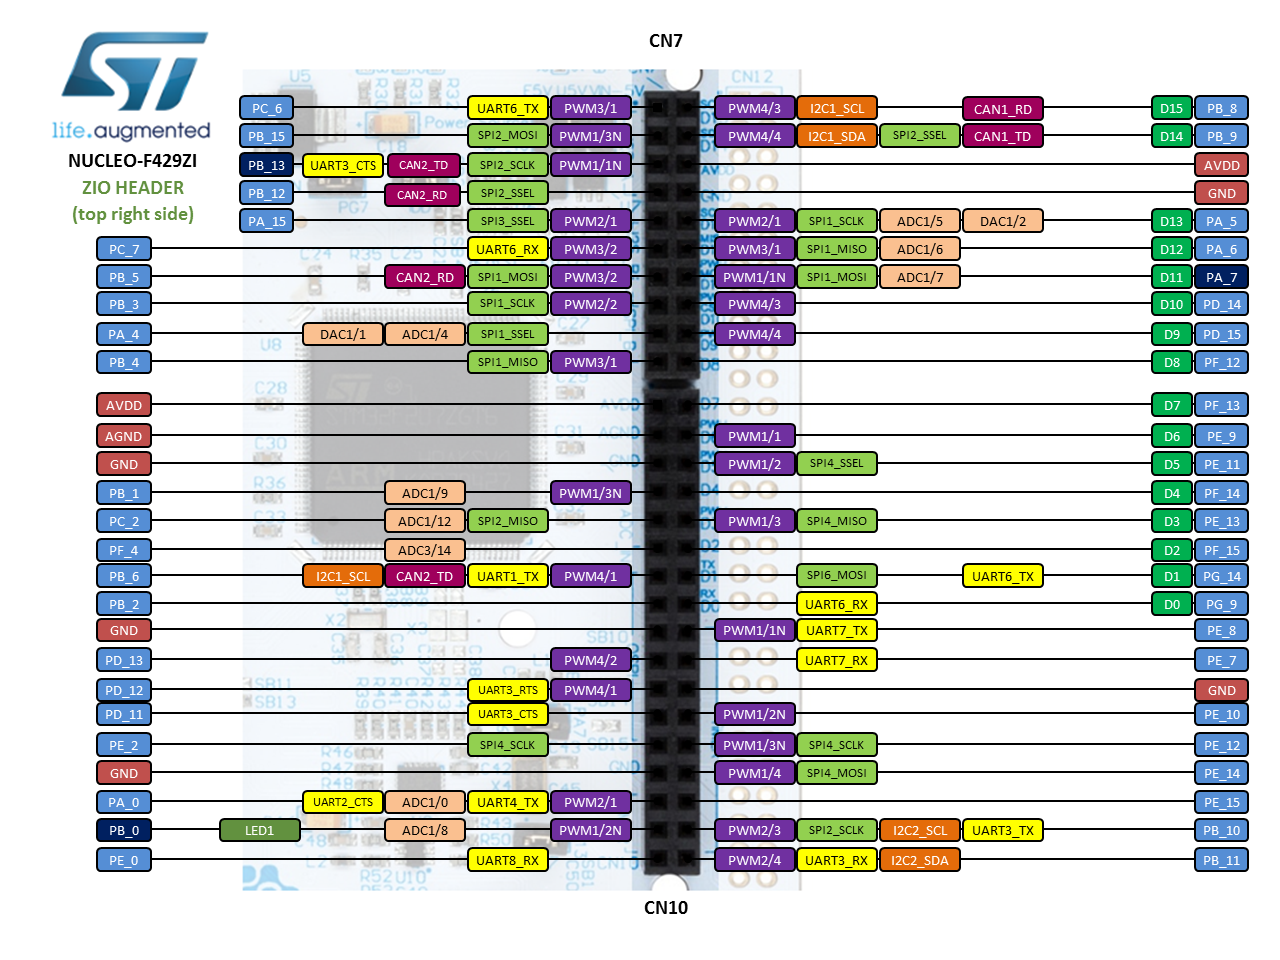 CN7
ST
life.augmented
NUCLEO-F429ZI
ZIO HEADER
(top right side)
PC_6 UART6_TX PWM3/1 PWM4/3 I2C1_SCL CAN1_RD D15 PB_8
PB_15 SPI2_MOSI PWM1/3N PWM4/4 I2C1_SDA SPI2_SSEL CAN1_TD D14 PB_9
PB_13 UART3_CTS CAN2_TD SPI2_SCLK PWM1/1N AVDD
PB_12 CAN2_RD SPI2_SSEL GND
PA_15 SPI3_SSEL PWM2/1 PWM2/1 SPI1_SCLK ADC1/5 DAC1/2 D13 PA_5
PC_7 UART6_RX PWM3/2 PWM3/1 SPI1_MISO ADC1/6 D12 PA_6
PB_5 CAN2_RD SPI1_MOSI PWM3/2 PWM1/1N SPI1_MOSI ADC1/7 D11 PA_7
PB_3 SPI1_SCLK PWM2/2 PWM4/3 D10 PD_14
PA_4 DAC1/1 ADC1/4 SPI1_SSEL PWM4/4 D9 PD_15
PB_4 SPI1_MISO PWM3/1 D8 PF_12
AVDD D7 PF_13
AGND PWM1/1 D6 PE_9
GND PWM1/2 SPI4_SSEL D5 PE_11
PB_1 ADC1/9 PWM1/3N D4 PF_14
PC_2 ADC1/12 SPI2_MISO PWM1/3 SPI4_MISO D3 PE_13
PF_4 ADC3/14 D2 PF_15
PB_6 I2C1_SCL CAN2_TD UART1_TX PWM4/1 SPI6_MOSI UART6_TX D1 PG_14
PB_2 UART6_RX D0 PG_9
GND PWM1/1N UART7_TX PE_8
PD_13 PWM4/2 UART7_RX PE_7
PD_12 UART3_RTS PWM4/1 GND
PD_11 UART3_CTS PWM1/2N PE_10
PE_2 SPI4_SCLK PWM1/3N SPI4_SCLK PE_12
GND PWM1/4 SPI4_MOSI PE_14
PA_0 UART2_CTS ADC1/0 UART4_TX PWM2/1 PE_15
PB_0 LED1 ADC1/8 PWM1/2N PWM2/3 SPI2_SCLK I2C2_SCL UART3_TX PB_10
PE_0 UART8_RX PWM2/4 UART3_RX I2C2_SDA PB_11
CN10